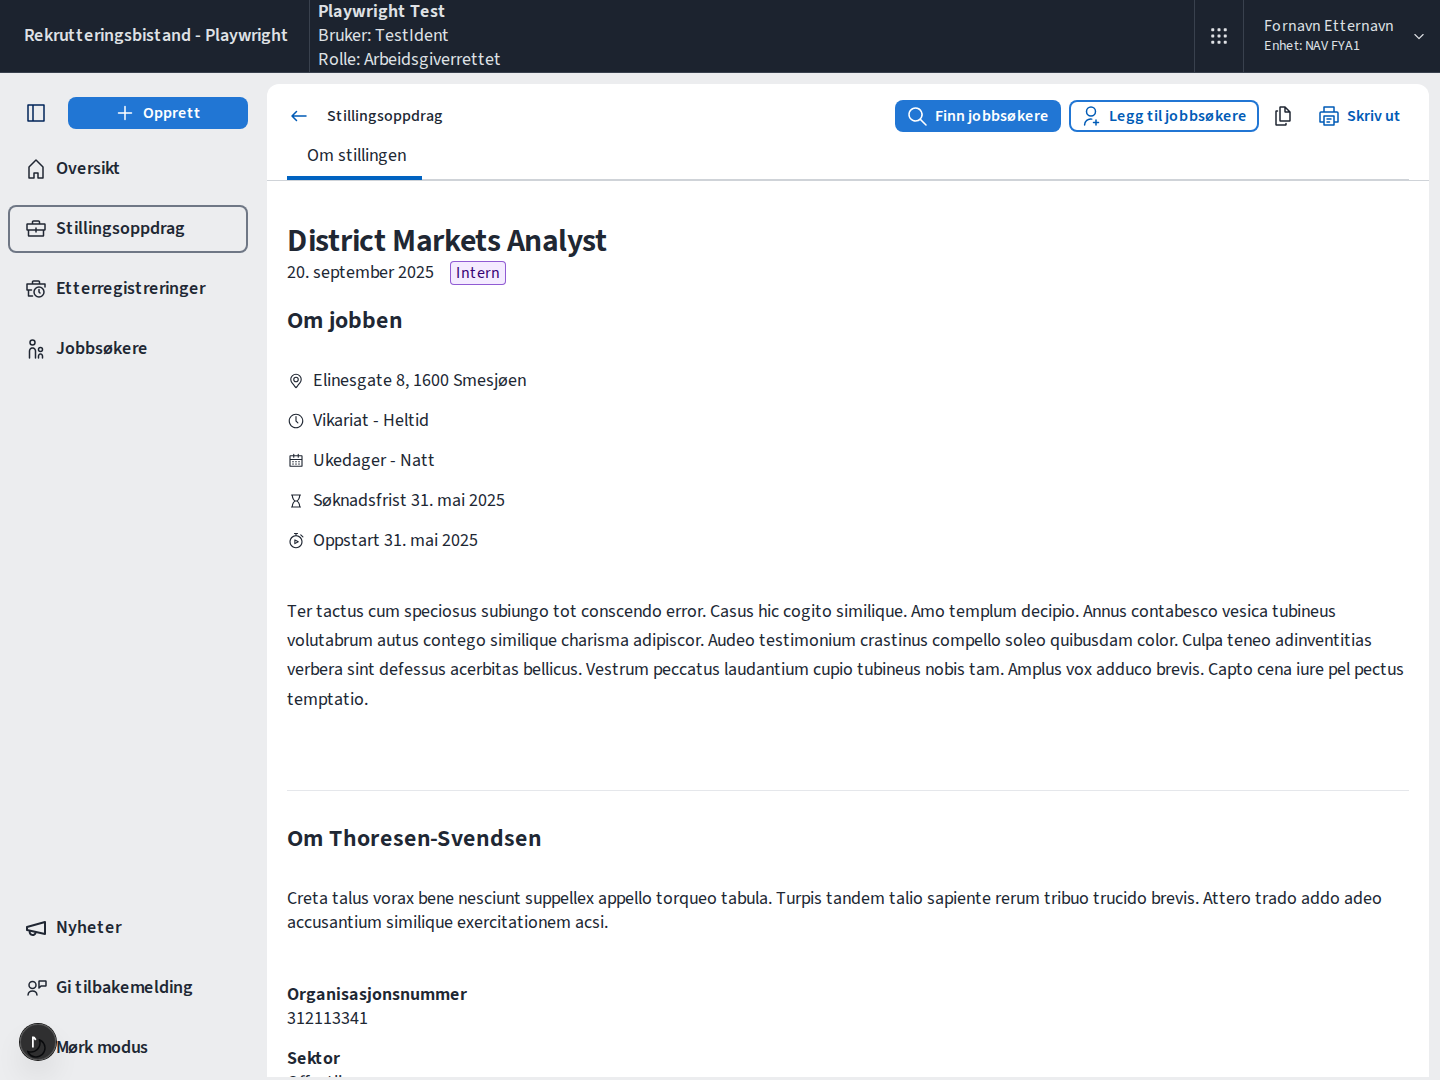 Rekrutteringsbistand - Playwright
Playwright Test
Bruker: TestIdent
Rolle: Arbeidsgiverrettet
Fornavn Etternavn
Enhet: NAV FYA1
Opprett
Oversikt
Stillingsoppdrag
Etterregistreringer
Jobbsøkere
Nyheter
Gi tilbakemelding
Mørk modus
Stillingsoppdrag
Finn jobbsøkere
Legg til jobbsøkere
Skriv ut
Om stillingen
District Markets Analyst
20. september 2025 Intern
Om jobben
Elinesgate 8, 1600 Smesjøen
Vikariat - Heltid
Ukedager - Natt
Søknadsfrist 31. mai 2025
Oppstart 31. mai 2025
Ter tactus cum speciosus subiungo tot conscendo error. Casus hic cogito similique. Amo templum decipio. Annus contabesco vesica tubineus
volutabrum autus contego similique charisma adipiscor. Audeo testimonium crastinus compello soleo quibusdam color. Culpa teneo adinventitias
verbera sint defessus acerbitas bellicus. Vestrum peccatus laudantium cupio tubineus nobis tam. Amplus vox adduco brevis. Capto cena iure pel pectus
temptatio.
Om Thoresen-Svendsen
Creta talus vorax bene nesciunt suppellex appello torqueo tabula. Turpis tandem talio sapiente rerum tribuo trucido brevis. Attero trado addo adeo
accusantium similique exercitationem acsi.
Organisasjonsnummer
312113341
Sektor